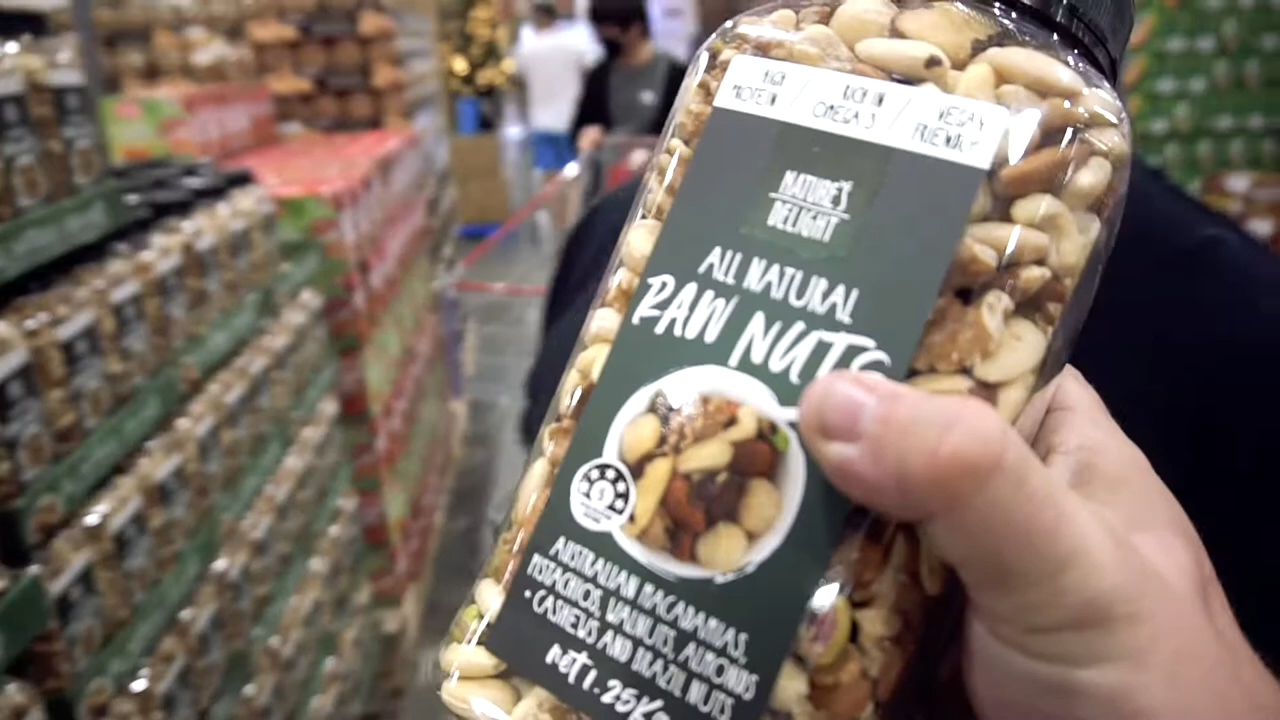 HIGH PROTEIN / RICH IN OMEGA 3 / VEGAN FRIENDLY
NATURE'S
DELIGHT
ALL NATURAL
RAW NUTS
AUSTRALIAN MACADAMIAS,
PISTACHIOS, WALNUTS, ALMONDS
• CASHEWS AND BRAZIL NUTS
NET 1.25KG